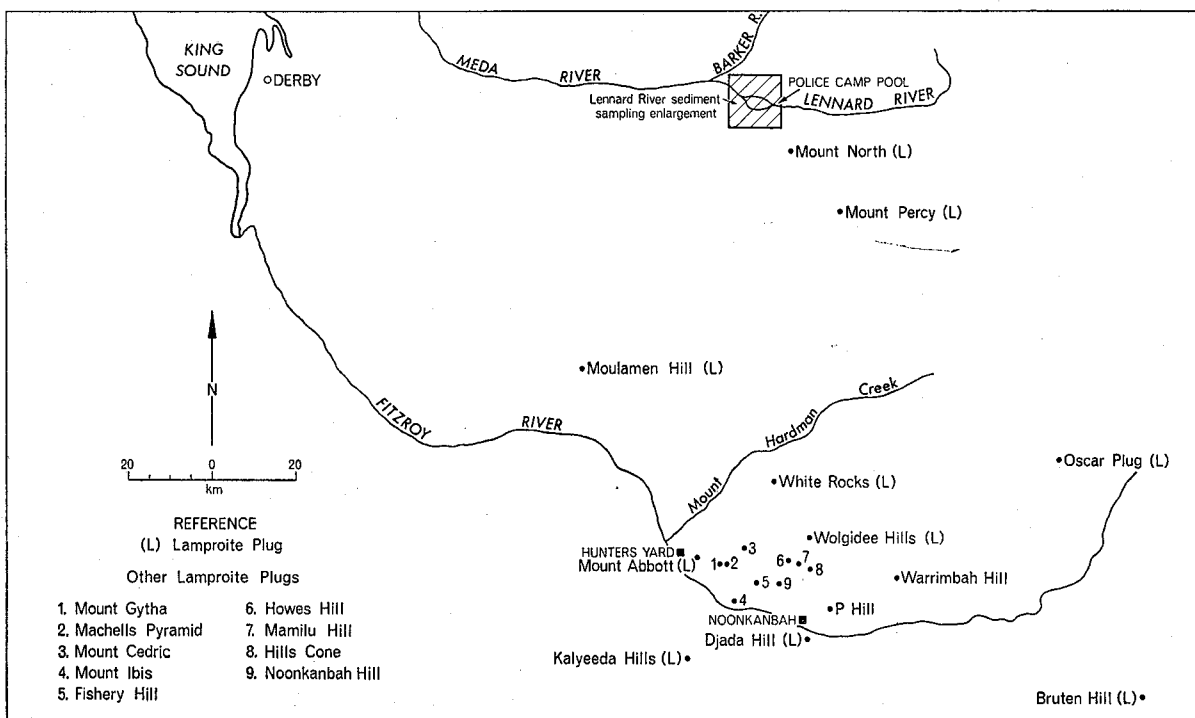 KING
SOUND
DERBY
MEDA RIVER
BARKER R.
POLICE CAMP POOL
Lennard River sediment
sampling enlargement
LENNARD RIVER
Mount North (L)
Mount Percy (L)
N
Moulamen Hill (L)
FITZROY RIVER
Mount Hardman Creek
20 0 20
km
White Rocks (L)
Oscar Plug (L)
REFERENCE
(L) Lamproite Plug
Other Lamproite Plugs
1. Mount Gytha
2. Machells Pyramid
3. Mount Cedric
4. Mount Ibis
5. Fishery Hill
6. Howes Hill
7. Mamilu Hill
8. Hills Cone
9. Noonkanbah Hill
HUNTERS YARD
Mount Abbott (L)
1 2
3
4
5
6
7
8
9
Wolgidee Hills (L)
Warrimbah Hill
P Hill
NOONKANBAH
Djada Hill (L)
Kalyeeda Hills (L)
Bruten Hill (L)